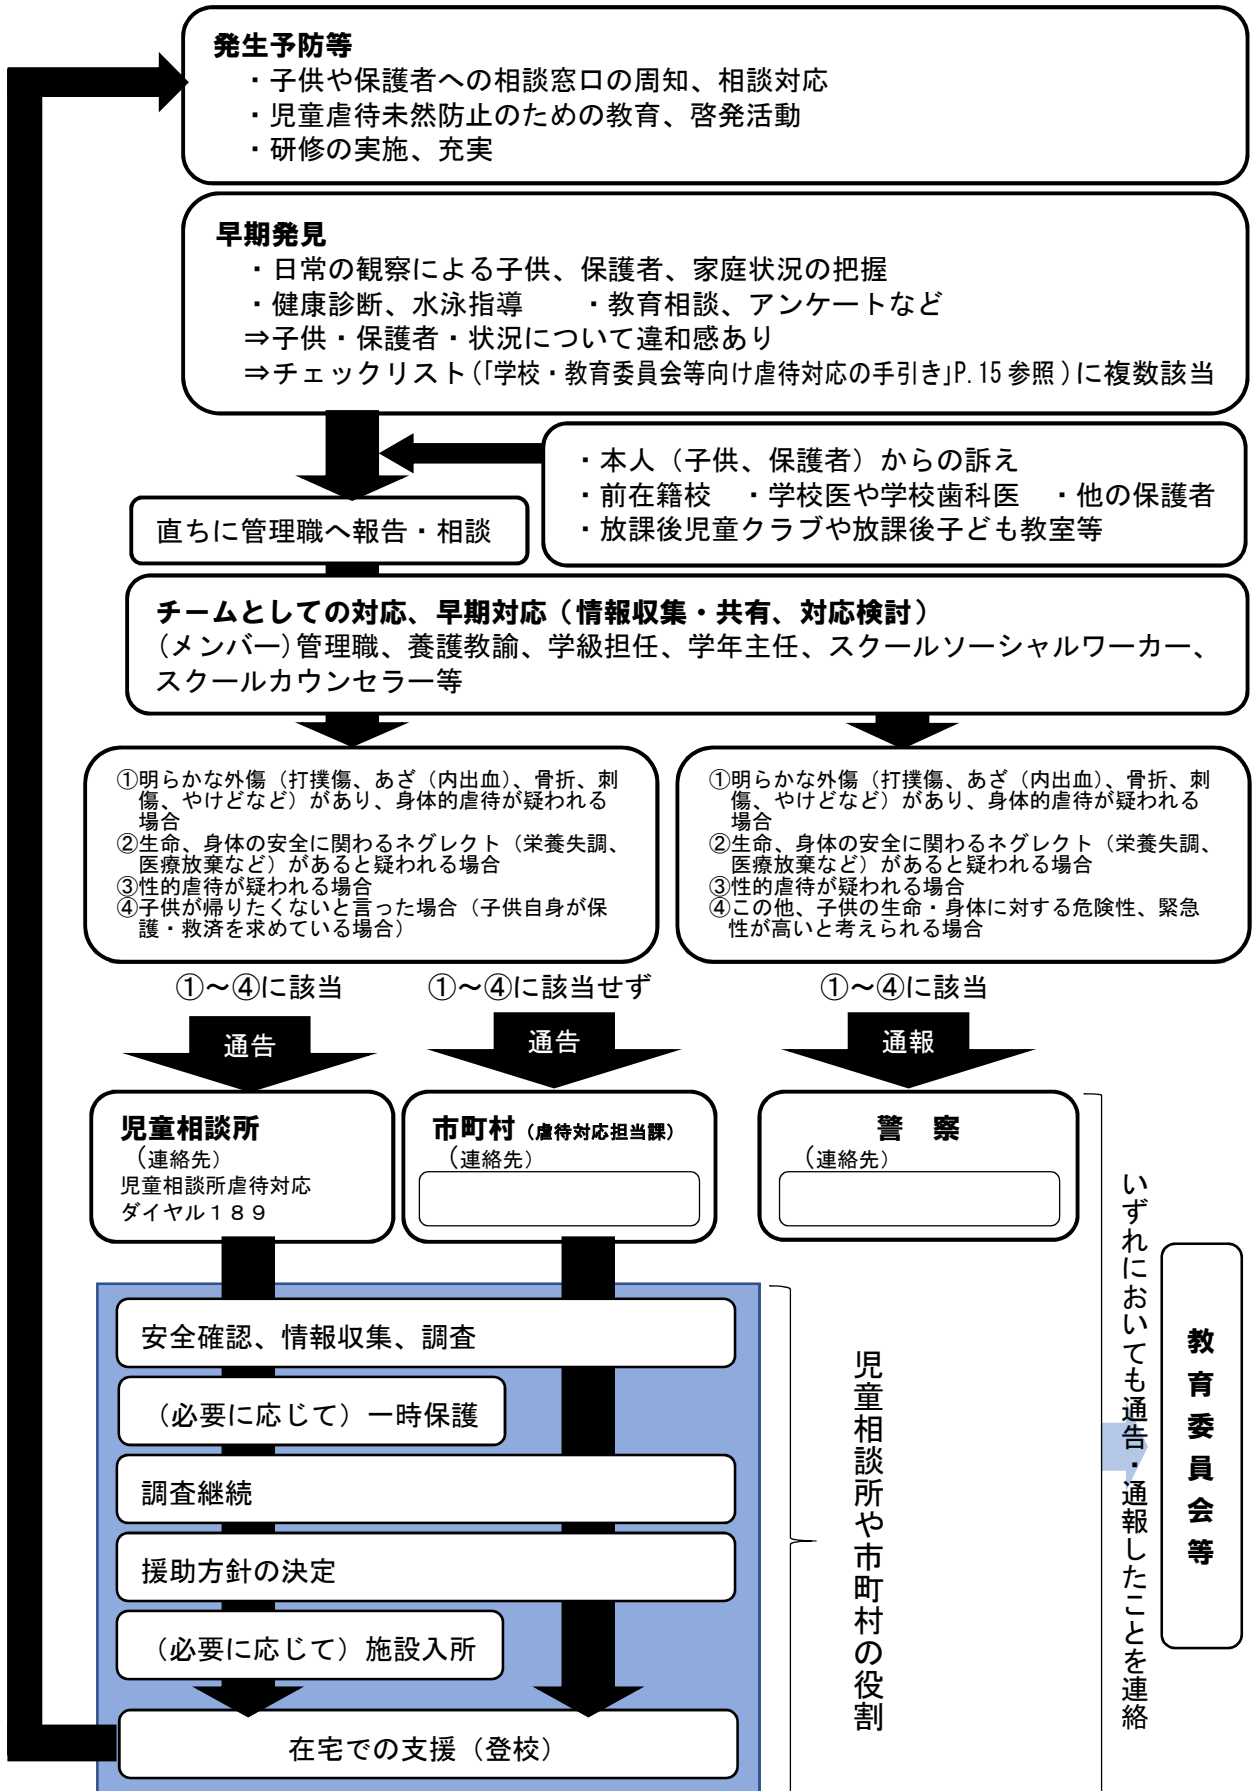 発生予防等
・子供や保護者への相談窓口の周知、相談対応
・児童虐待未然防止のための教育、啓発活動
・研修の実施、充実
早期発見
・日常の観察による子供、保護者、家庭状況の把握
・健康診断、水泳指導　・教育相談、アンケートなど
⇒子供・保護者・状況について違和感あり
⇒チェックリスト(「学校・教育委員会等向け虐待対応の手引き」P.15参照)に複数該当
・本人（子供、保護者）からの訴え
・前在籍校　・学校医や学校歯科医　・他の保護者
・放課後児童クラブや放課後子ども教室等
直ちに管理職へ報告・相談
チームとしての対応、早期対応（情報収集・共有、対応検討）
(メンバー)管理職、養護教諭、学級担任、学年主任、スクールソーシャルワーカー、
スクールカウンセラー等
①明らかな外傷（打撲傷、あざ（内出血）、骨折、刺
傷、やけどなど）があり、身体的虐待が疑われる
場合
②生命、身体の安全に関わるネグレクト（栄養失調、
医療放棄など）があると疑われる場合
③性的虐待が疑われる場合
④子供が帰りたくないと言った場合（子供自身が保
護・救済を求めている場合）
①明らかな外傷（打撲傷、あざ（内出血）、骨折、刺
傷、やけどなど）があり、身体的虐待が疑われる
場合
②生命、身体の安全に関わるネグレクト（栄養失調、
医療放棄など）があると疑われる場合
③性的虐待が疑われる場合
④この他、子供の生命・身体に対する危険性、緊急
性が高いと考えられる場合
①～④に該当
①～④に該当せず
①～④に該当
通告
通告
通報
児童相談所
（連絡先）
児童相談所虐待対応
ダイヤル１８９
市町村（虐待対応担当課）
（連絡先）
警　察
（連絡先）
安全確認、情報収集、調査
（必要に応じて）一時保護
調査継続
援助方針の決定
（必要に応じて）施設入所
在宅での支援（登校）
児童相談所や市町村の役割
いずれにおいても通告・通報したことを連絡
教育委員会等